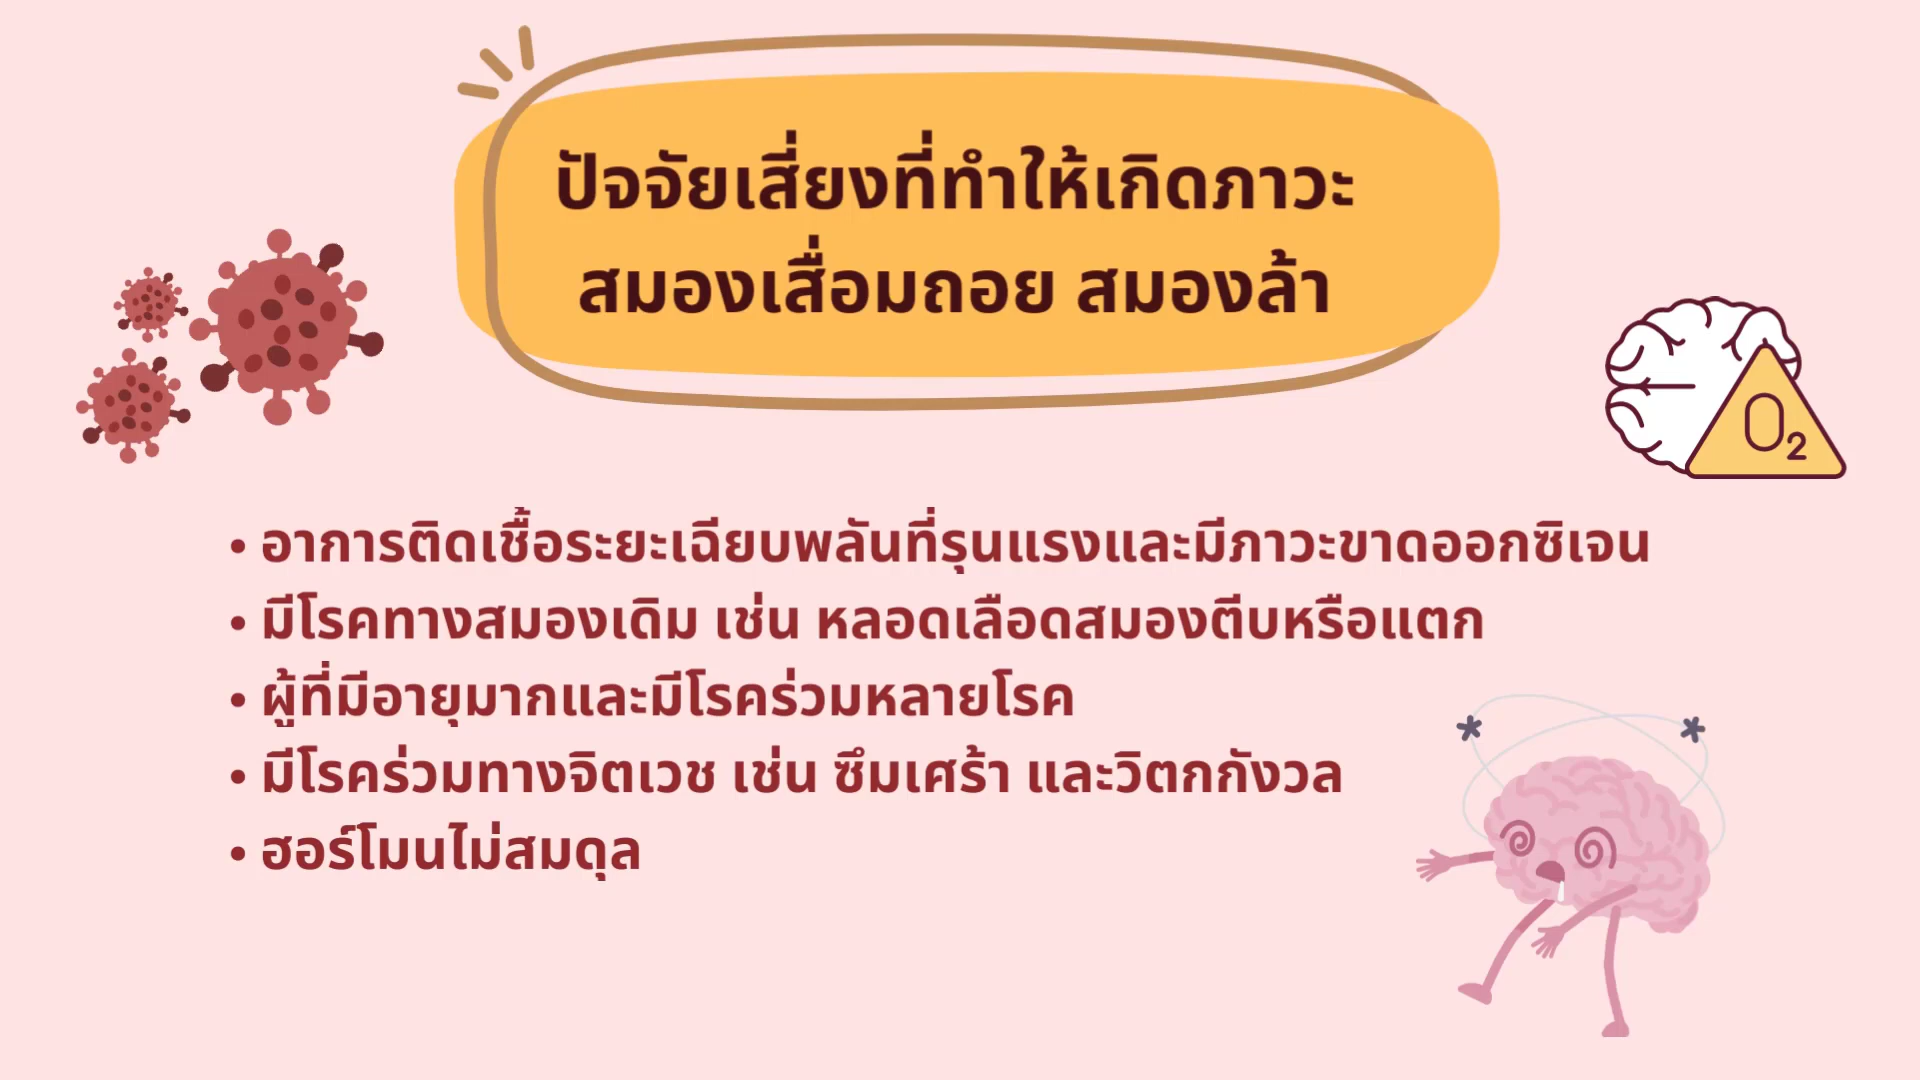 ปัจจัยเสี่ยงที่ทำให้เกิดภาวะ
สมองเสื่อมถอย สมองล้า
O2
• อาการติดเชื้อระยะเฉียบพลันที่รุนแรงและมีภาวะขาดออกซิเจน
• มีโรคทางสมองเดิม เช่น หลอดเลือดสมองตีบหรือแตก
• ผู้ที่มีอายุมากและมีโรคร่วมหลายโรค
• มีโรคร่วมทางจิตเวช เช่น ซึมเศร้า และวิตกกังวล
• ฮอร์โมนไม่สมดุล